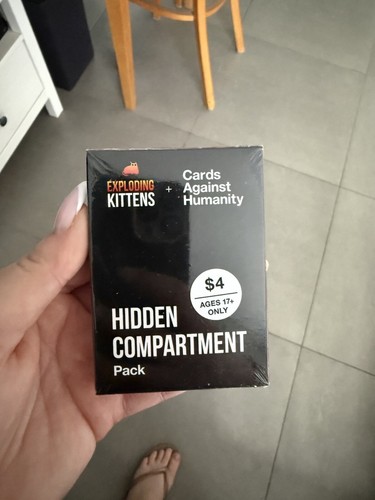 EXPLODING
KITTENS
+
Cards
Against
Humanity
$4
AGES 17+
ONLY
HIDDEN
COMPARTMENT
Pack